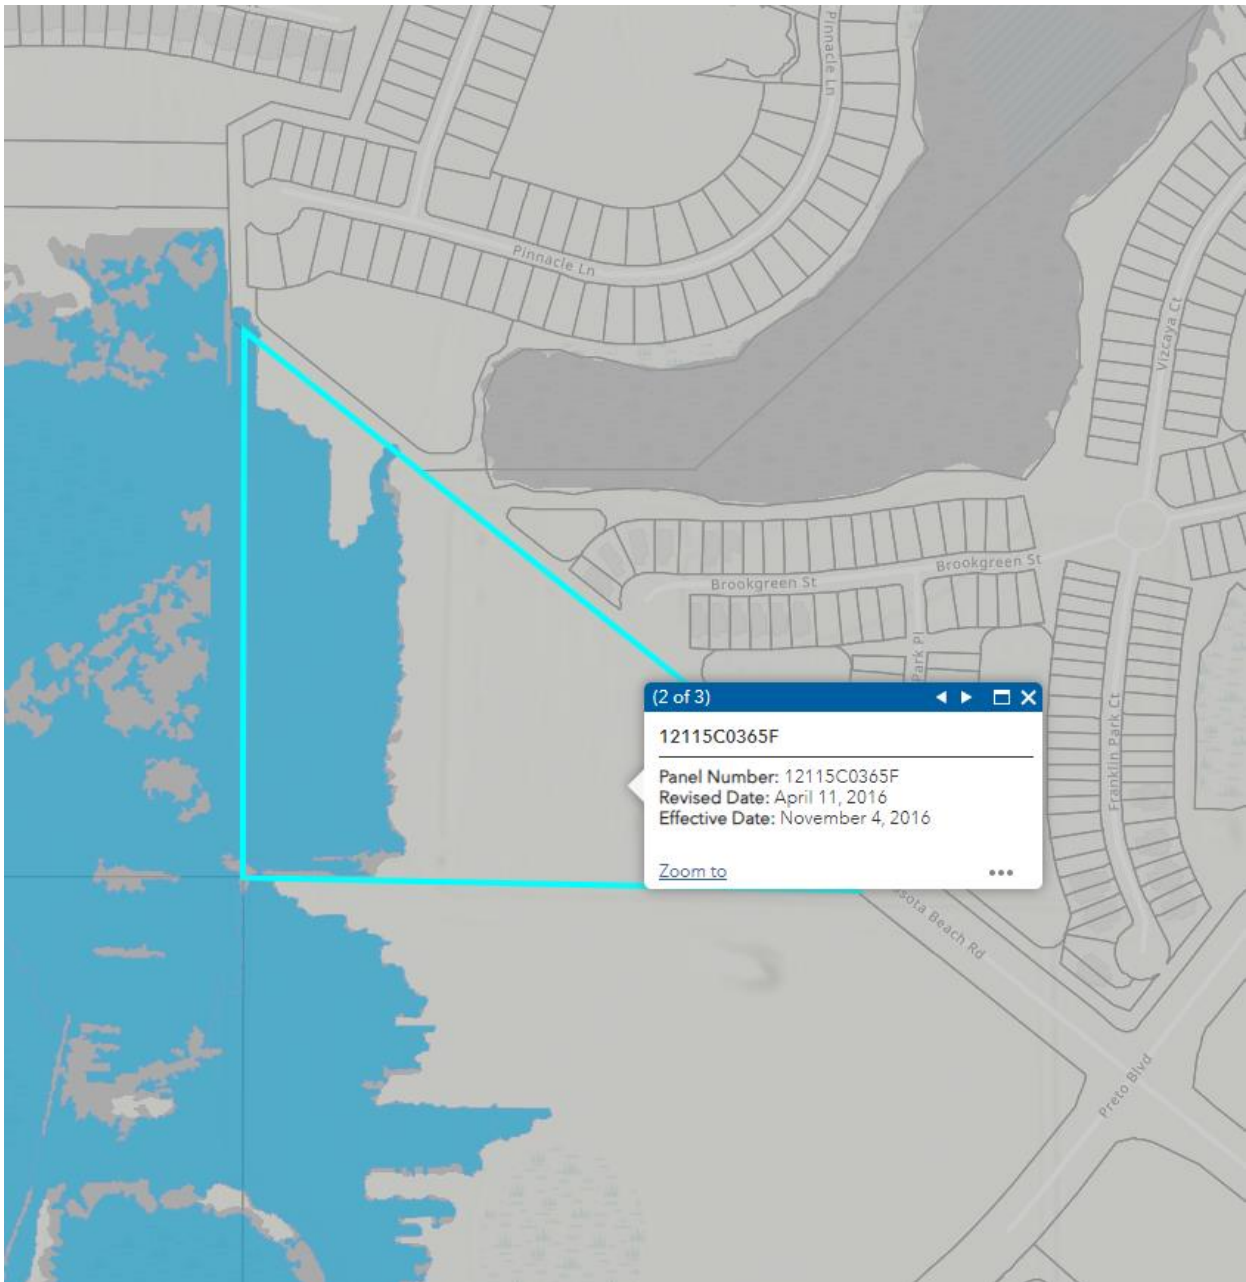 Pinnacle Ln
Pinnacle Ln
Vizcaya Ct
Brookgreen St
Brookgreen St
Park Pl
Franklin Park Ct
(2 of 3)
12115C0365F
Panel Number: 12115C0365F
Revised Date: April 11, 2016
Effective Date: November 4, 2016
Zoom to
sota Beach Rd
Preto Blvd